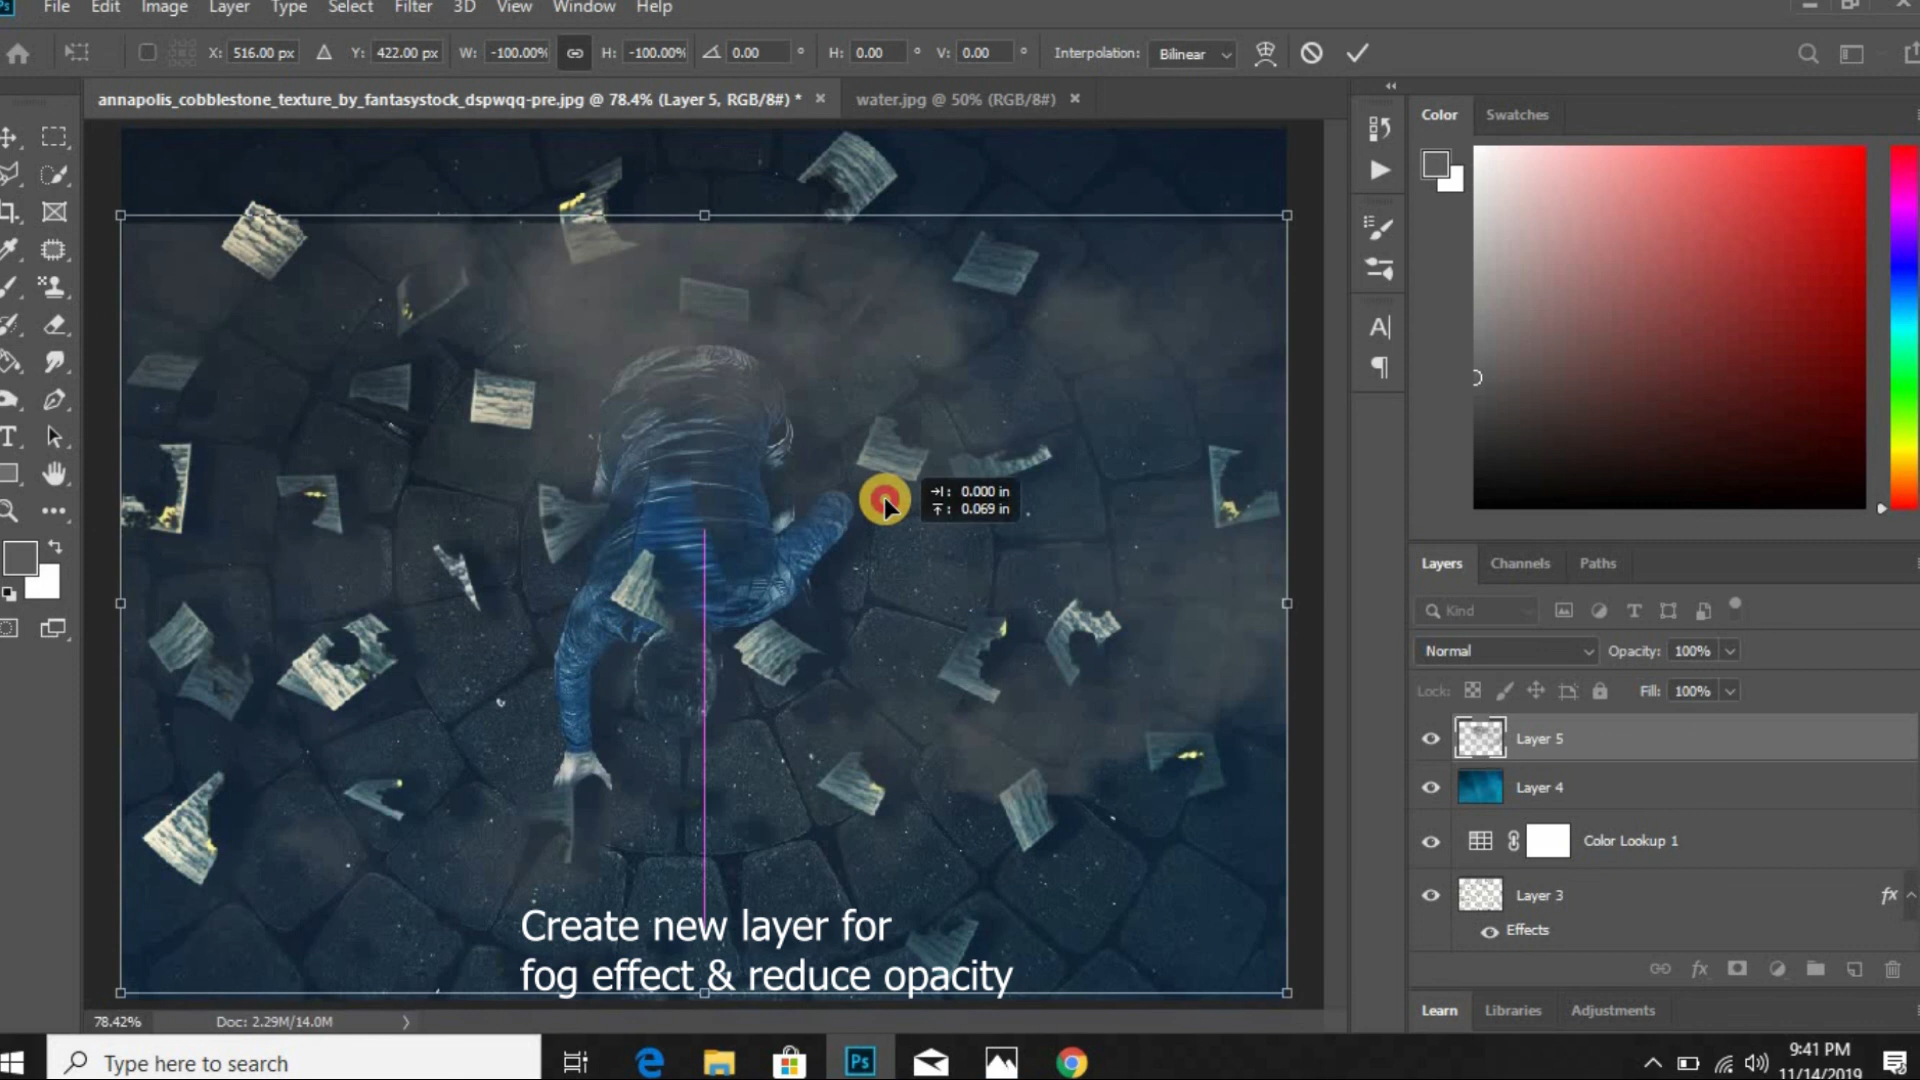 File Edit Image Layer Type Select Filter 3D View Window Help
X: 516.00 px Y: 422.00 px W: -100.00% H: -100.00% 0.00 ° H: 0.00 ° V: 0.00 ° Interpolation: Bilinear
annapolis_cobblestone_texture_by_fantasystock_dspwqq-pre.jpg @ 78.4% (Layer 5, RGB/8#) * × water.jpg @ 50% (RGB/8#) ×
Color Swatches
→I: 0.000 in
0.069 in
Layers Channels Paths
Kind
Normal Opacity: 100%
Lock: Fill: 100%
Layer 5
Layer 4
Color Lookup 1
Layer 3 fx
Effects
fx
Create new layer for
fog effect & reduce opacity
Learn Libraries Adjustments
78.42% Doc: 2.29M/14.0M
Type here to search
Ps
9:41 PM
11/14/2019